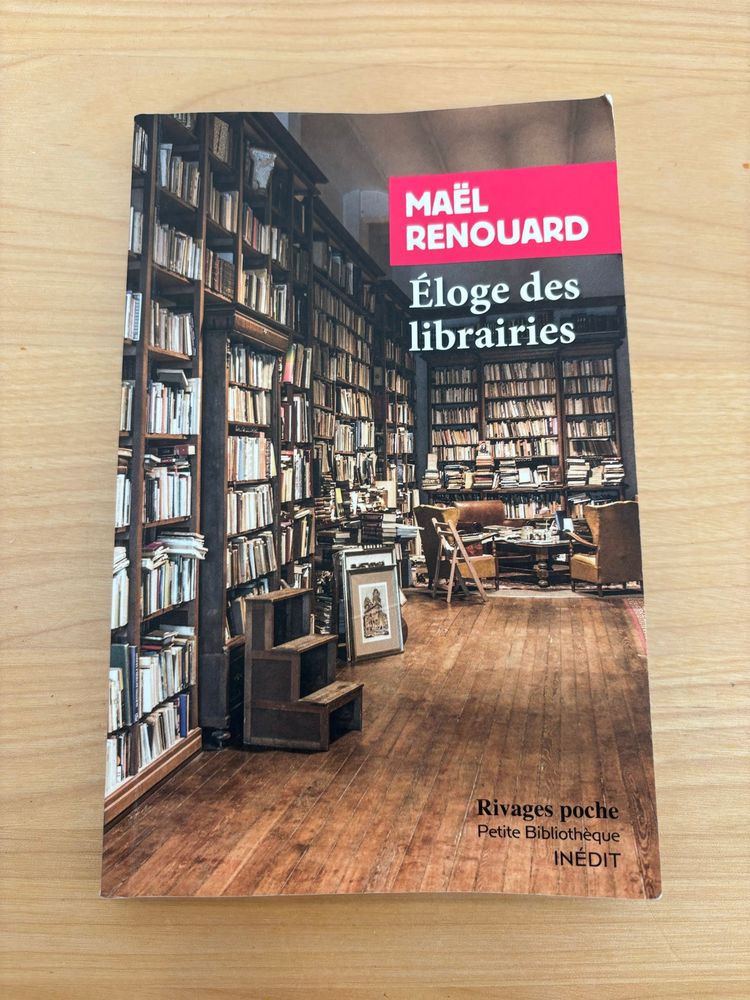 MAËL
RENOUARD
Éloge des
librairies
Rivages poche
Petite Bibliothèque
INÉDIT